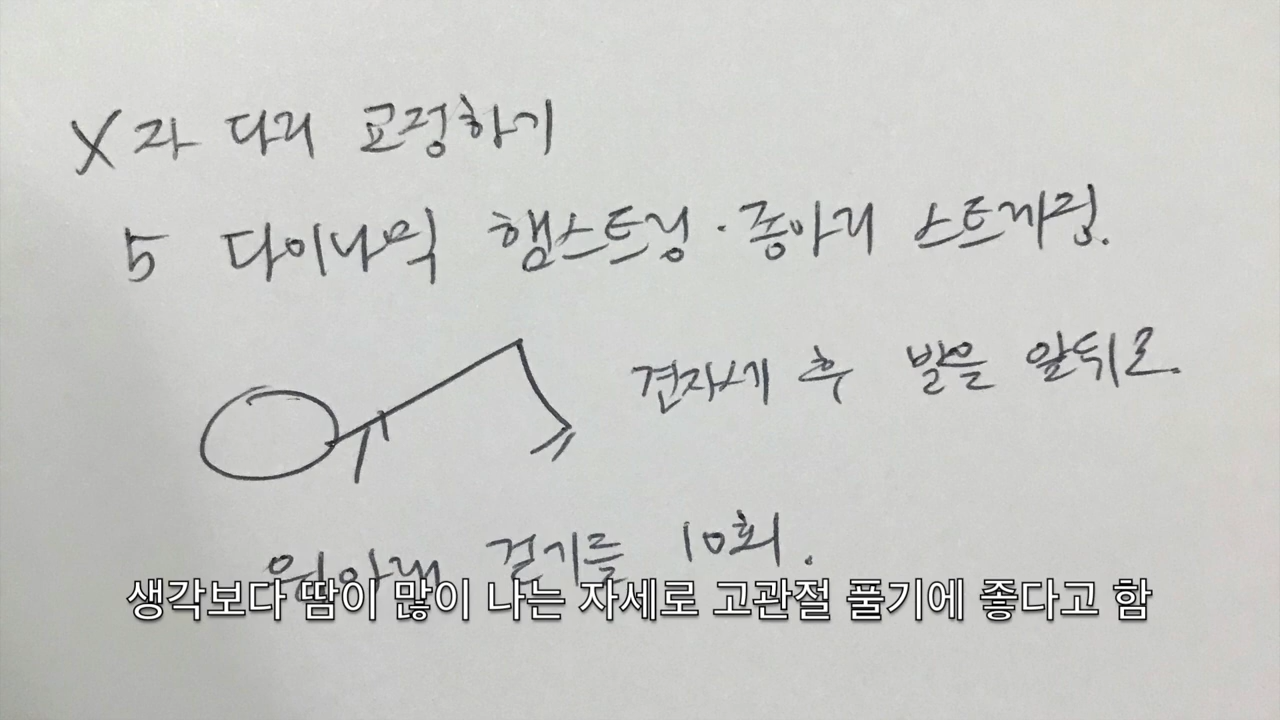 X자 다리 교정하기
5 다이나믹 햄스트링·종아리 스트레칭.
견자세 후 발을 앞뒤로.
위아래 걷기를 10회.
생각보다 땀이 많이 나는 자세로 고관절 풀기에 좋다고 함